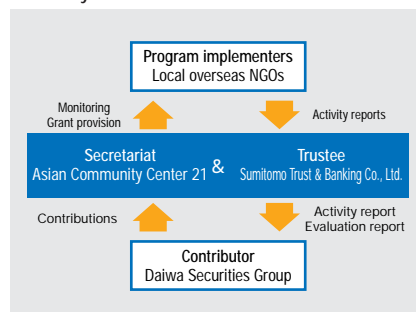 Program implementers
Local overseas NGOs
Monitoring
Grant provision
Activity reports
Secretariat
Asian Community Center 21
&
Trustee
Sumitomo Trust & Banking Co., Ltd.
Contributions
Activity report
Evaluation report
Contributor
Daiwa Securities Group